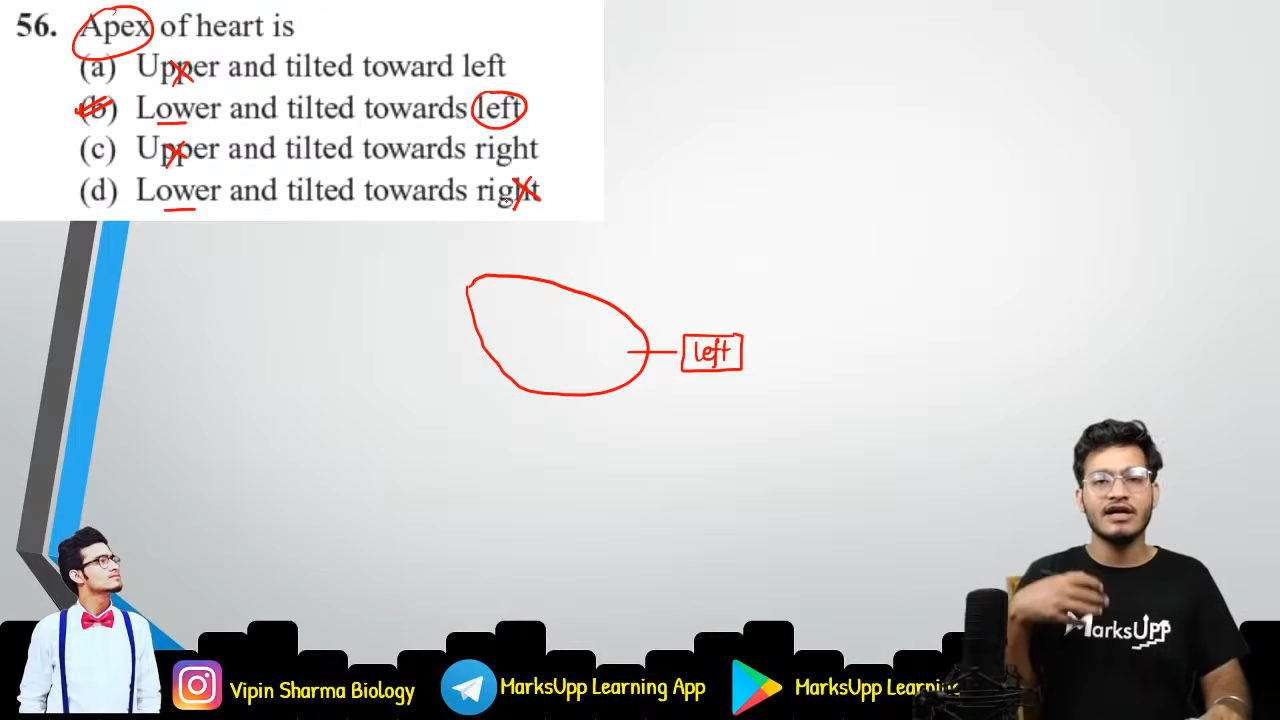 56. Apex of heart is
(a) Upper and tilted toward left
(b) Lower and tilted towards left
(c) Upper and tilted towards right
(d) Lower and tilted towards right
left
MarksUpp
Vipin Sharma Biology
MarksUpp Learning App
MarksUpp Learning